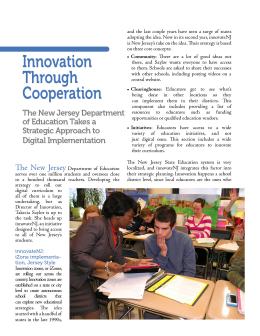 Innovation
Through
Cooperation
The New Jersey Department
of Education Takes a
Strategic Approach to
Digital Implementation
The New Jersey Department of Education
serves over one million students and oversees close
to a hundred thousand teachers. Developing the
strategy to roll out
digital curriculum to
all of them is a large
undertaking, but as
Director of Innovation,
Takecia Saylor is up to
the task. She heads up
innovateNJ, an initiative
designed to bring access
to all of New Jersey's
students.
innovateNJ:
iZone implementa-
tion, Jersey Style
Innovation zones, or iZones,
are rolling out across the
country. Innovation zones are
established on a state or city
level to create autonomous
school districts that
can explore new educational
strategies. The idea
started with a handful of
states in the late 1990s,
and the last couple years have seen a surge of states
adopting the idea. Now in its second year, innovateNJ
is New Jersey's take on the idea. Their strategy is based
on three core concepts:
• Community: There are a lot of good ideas out
there, and Saylor wants everyone to have access
to them. Schools are asked to share their successes
with other schools, including posting videos on a
central website.
• Clearinghouse: Educators get to see what's
being done in other locations so they
can implement them in their districts. This
component also includes providing a list of
resources to educators such as funding
opportunities or qualified education vendors.
• Initiatives: Educators have access to a wide
variety of education initiatives, and not
just digital ones. This section includes a wide
variety of programs for educators to innovate
their curriculum.
The New Jersey State Education system is very
localized, and innovateNJ integrates this factor into
their strategic planning. Innovation happens a school
district level, since local educators are the ones who